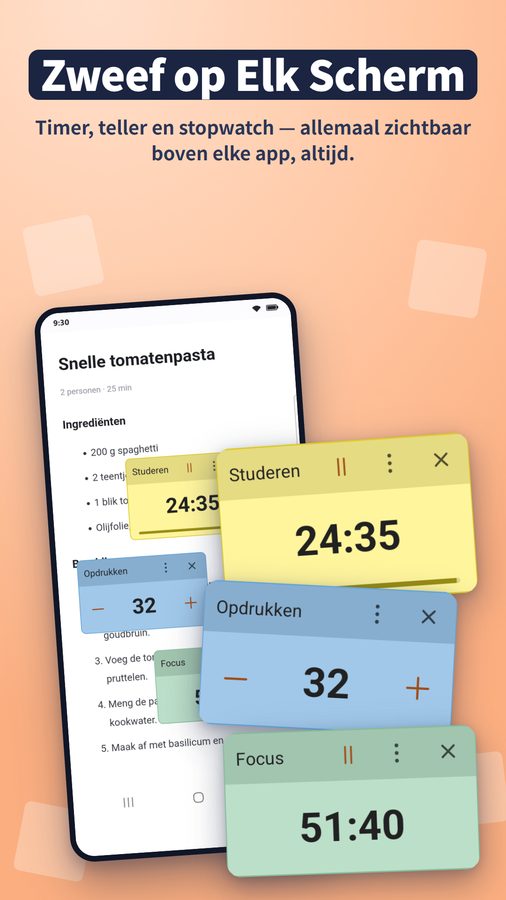 Zweef op Elk Scherm
Timer, teller en stopwatch — allemaal zichtbaar
boven elke app, altijd.
9:30
Snelle tomatenpasta
2 personen · 25 min
Ingrediënten
• 200 g spaghetti
• 2 teentj
• 1 blik to
• Olijfolie
Studeren
24:35
Studeren
24:35
Opdrukken
32
Opdrukken
32
goudbruin.
3. Voeg de tom
pruttelen.
4. Meng de pa
kookwater.
5. Maak af met basilicum en
Focus
Focus
51:40